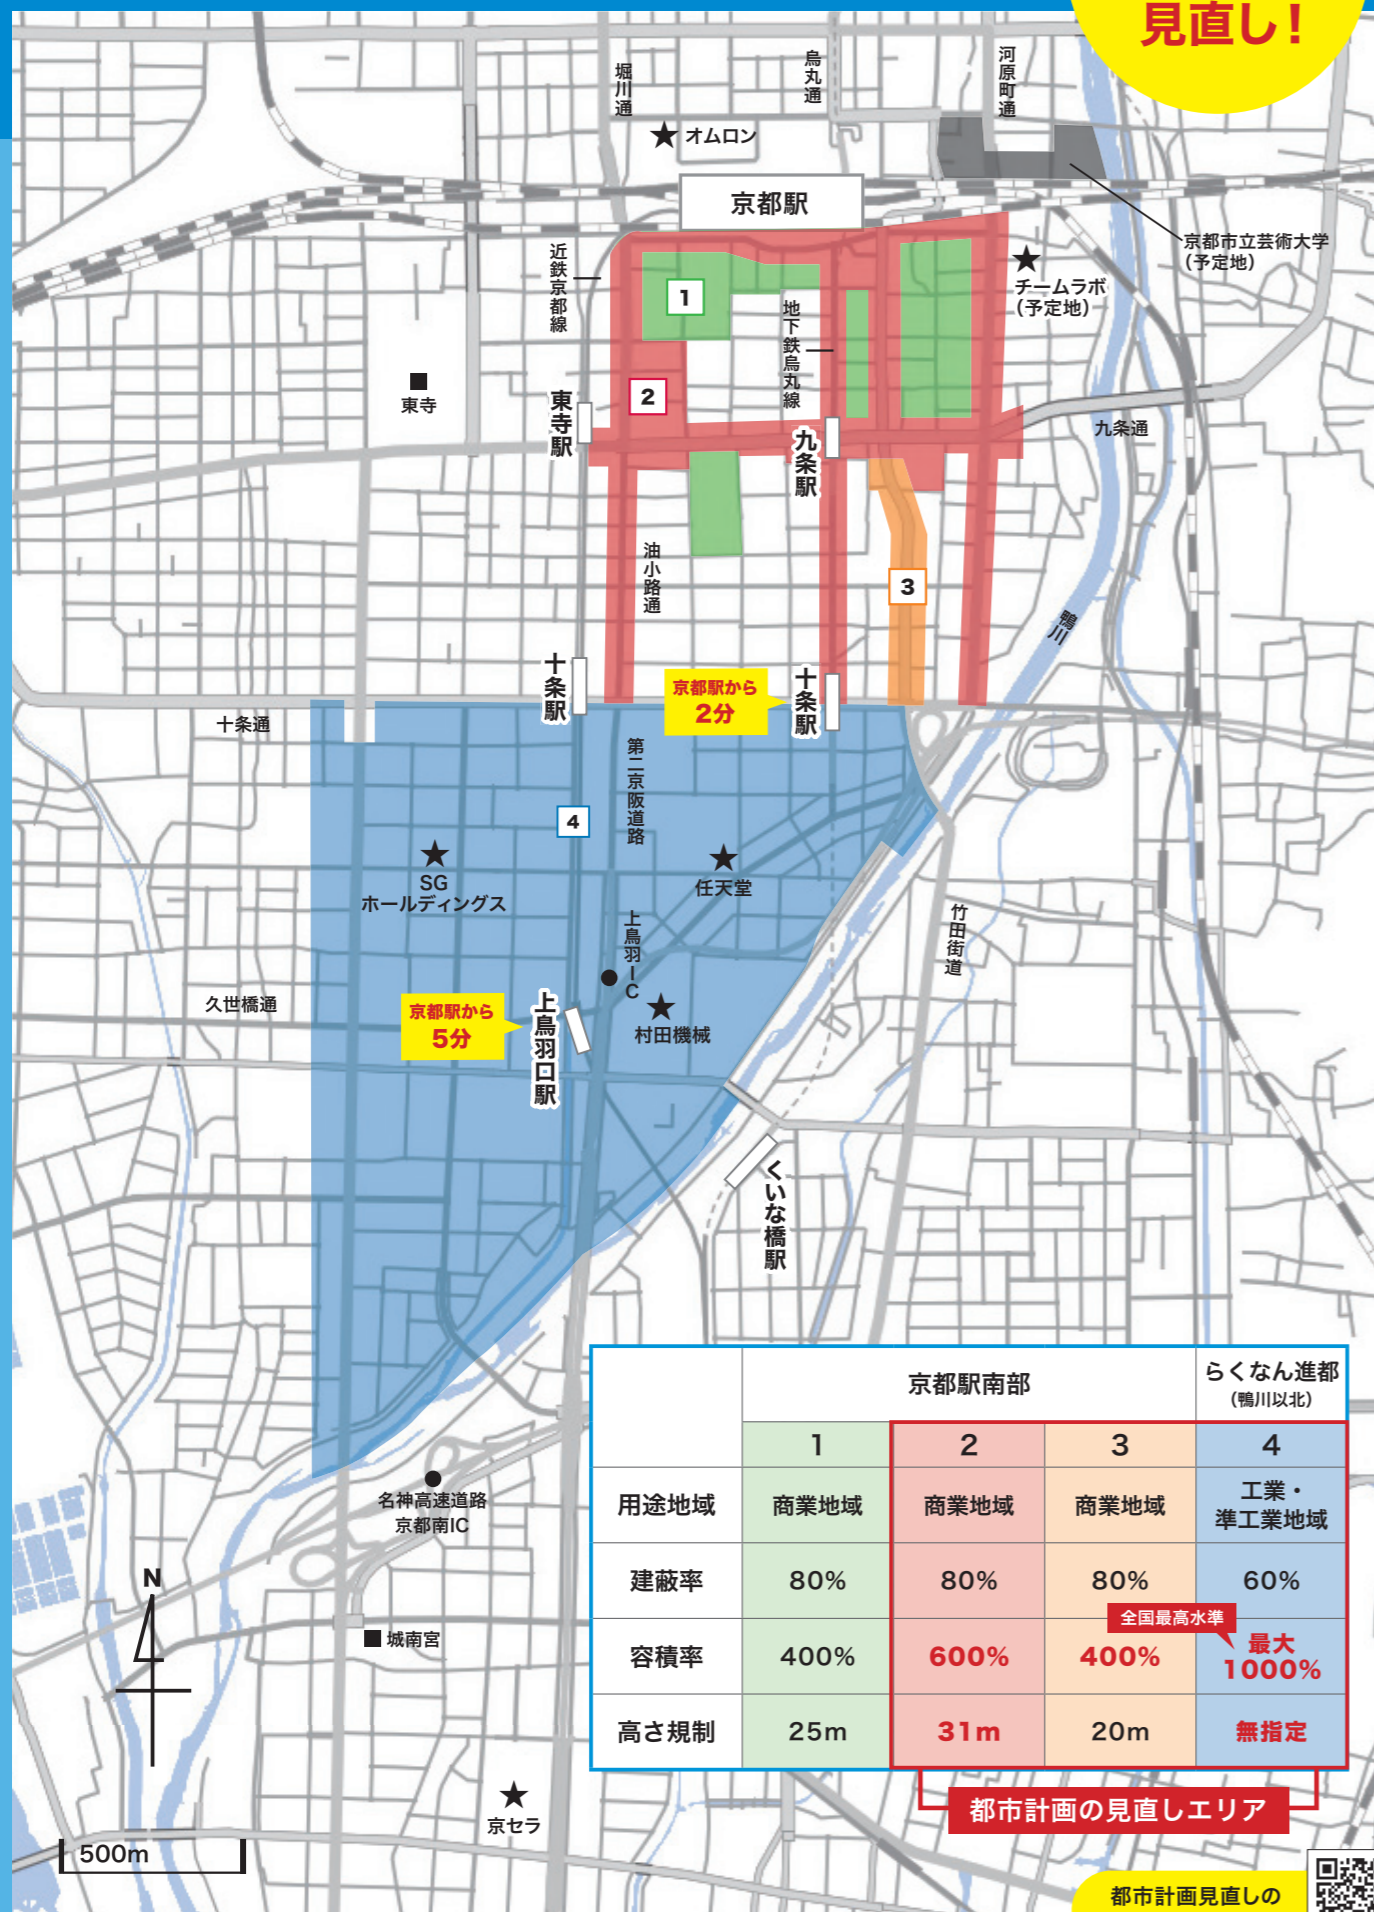 見直し！
堀川通
烏丸通
河原町通
オムロン
京都駅
京都市立芸術大学
（予定地）
チームラボ
（予定地）
近鉄京都線
1
地下鉄烏丸線
2
東寺
東寺駅
九条駅
九条通
油小路通
3
鴨川
十条駅
京都駅から
2分
十条駅
十条通
第二京阪道路
4
SG
ホールディングス
任天堂
上鳥羽IC
竹田街道
久世橋通
京都駅から
5分
上鳥羽口駅
村田機械
くいな橋駅
名神高速道路
京都南IC
N
城南宮
京セラ
500m
京都駅南部
らくなん進都
（鴨川以北）
1 2 3 4
用途地域 商業地域 商業地域 商業地域 工業・
準工業地域
建蔽率 80% 80% 80% 60%
全国最高水準
容積率 400% 600% 400% 最大
1000%
高さ規制 25m 31m 20m 無指定
都市計画の見直しエリア
都市計画見直しの